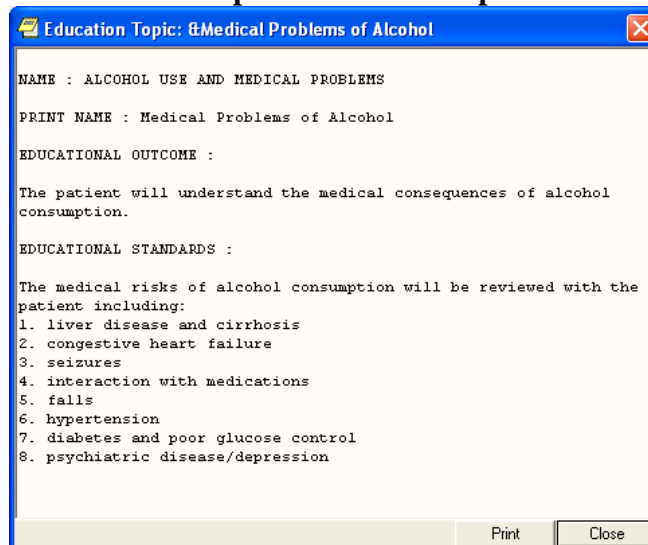 Education Topic: &Medical Problems of Alcohol
NAME : ALCOHOL USE AND MEDICAL PROBLEMS
PRINT NAME : Medical Problems of Alcohol
EDUCATIONAL OUTCOME :
The patient will understand the medical consequences of alcohol
consumption.
EDUCATIONAL STANDARDS :
The medical risks of alcohol consumption will be reviewed with the
patient including:
1. liver disease and cirrhosis
2. congestive heart failure
3. seizures
4. interaction with medications
5. falls
6. hypertension
7. diabetes and poor glucose control
8. psychiatric disease/depression
Print Close